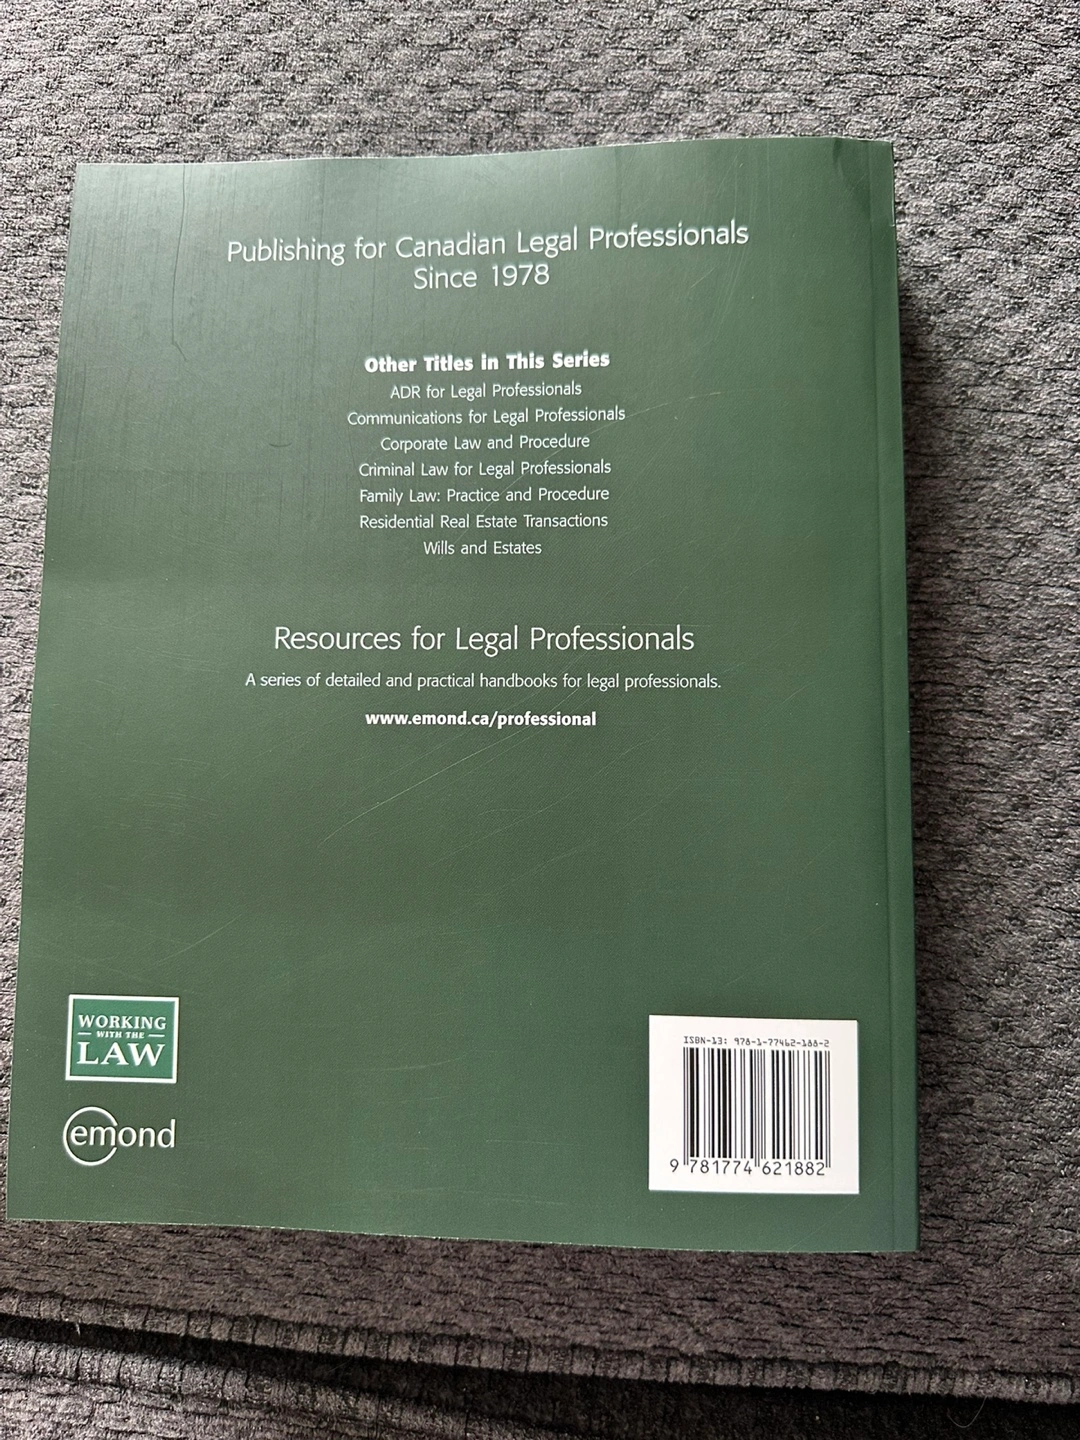 Publishing for Canadian Legal Professionals
Since 1978
Other Titles in This Series
ADR for Legal Professionals
Communications for Legal Professionals
Corporate Law and Procedure
Criminal Law for Legal Professionals
Family Law: Practice and Procedure
Residential Real Estate Transactions
Wills and Estates
Resources for Legal Professionals
A series of detailed and practical handbooks for legal professionals.
www.emond.ca/professional
WORKING
WITH THE
LAW
emond
ISBN-13: 978-1-77462-188-2
9 781774 621882